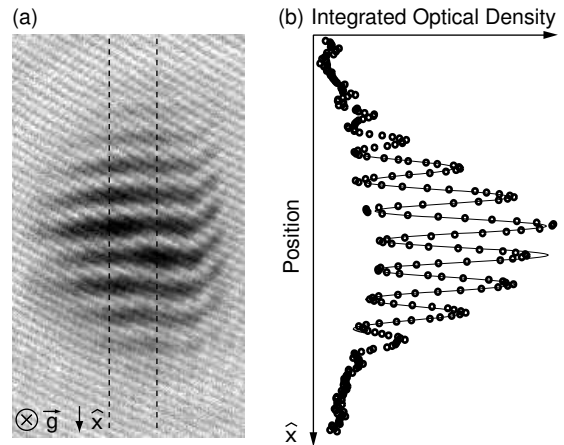 (a)
(b) Integrated Optical Density
Position
⊗ g⃗ ↓ x̂
x̂